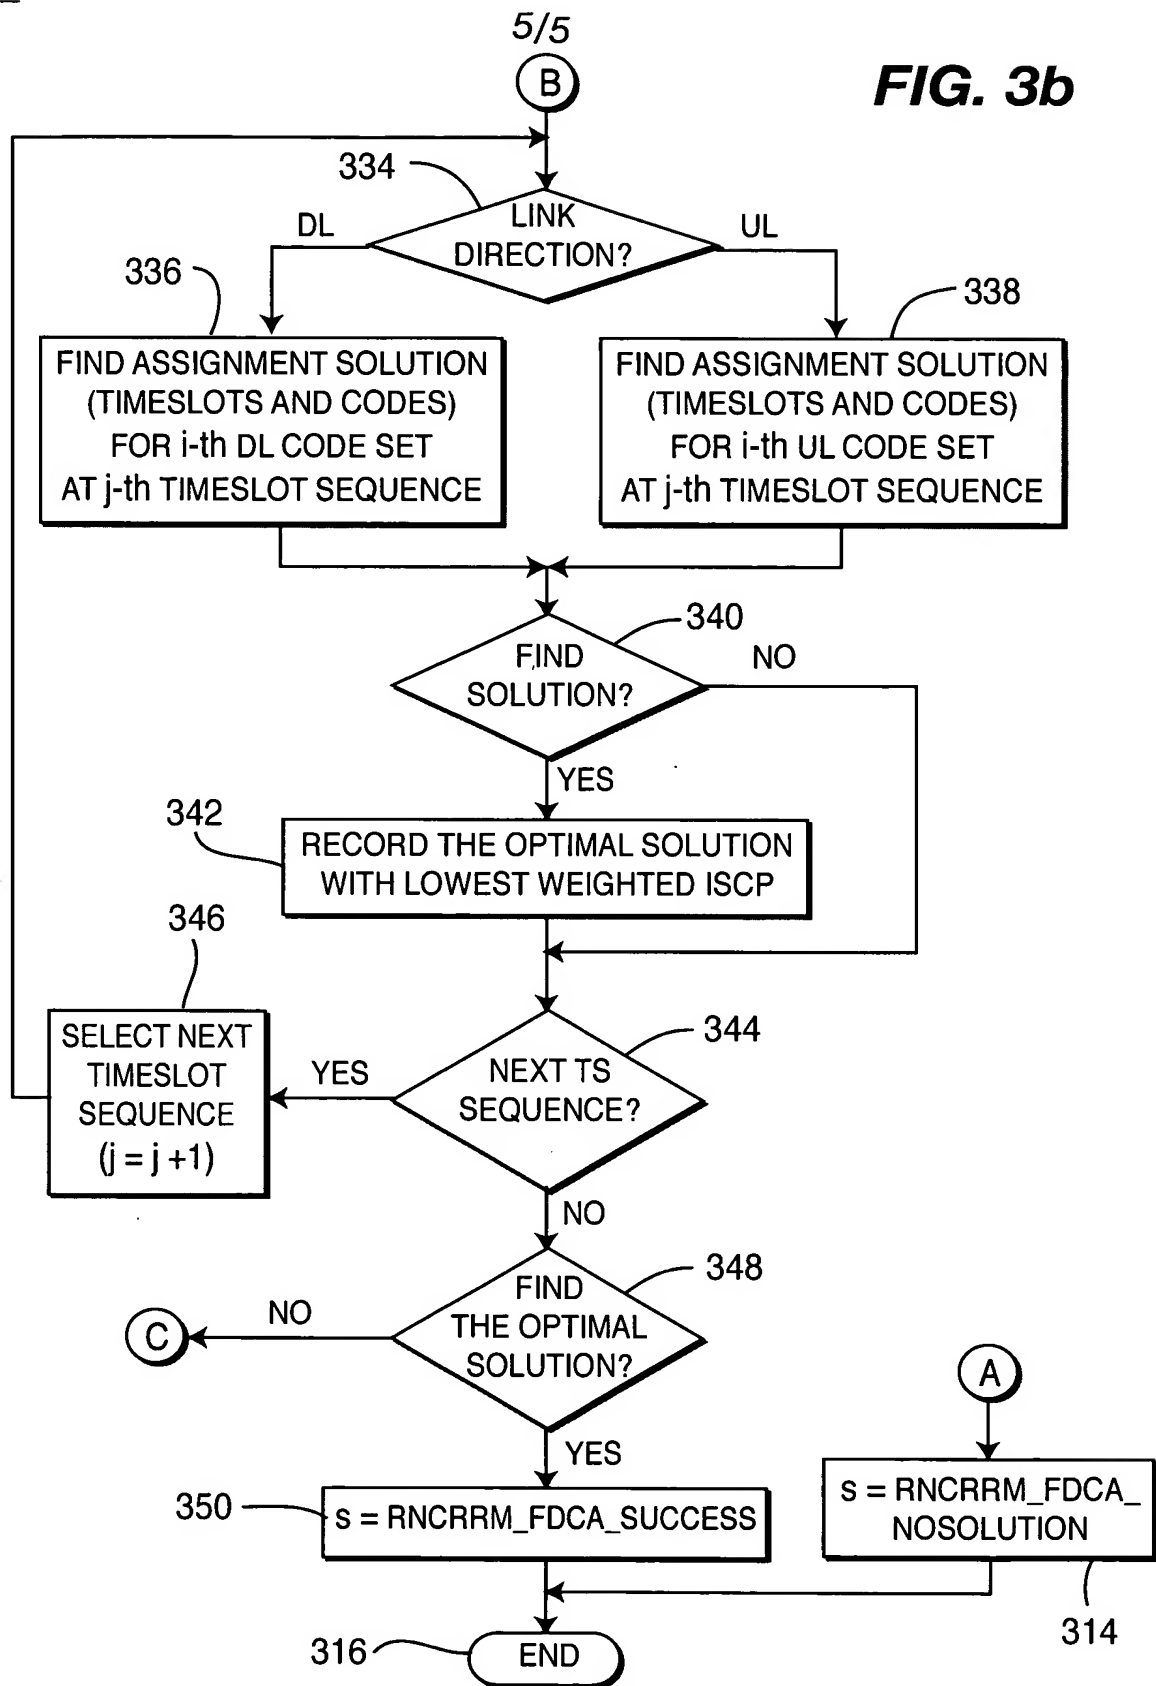 5/5
B
FIG. 3b
334
LINK
DIRECTION?
DL
UL
336
338
FIND ASSIGNMENT SOLUTION
(TIMESLOTS AND CODES)
FOR i-th DL CODE SET
AT j-th TIMESLOT SEQUENCE
FIND ASSIGNMENT SOLUTION
(TIMESLOTS AND CODES)
FOR i-th UL CODE SET
AT j-th TIMESLOT SEQUENCE
340
FIND
SOLUTION?
NO
YES
342
RECORD THE OPTIMAL SOLUTION
WITH LOWEST WEIGHTED ISCP
346
SELECT NEXT
TIMESLOT
SEQUENCE
(j = j +1)
YES
344
NEXT TS
SEQUENCE?
NO
348
FIND
THE OPTIMAL
SOLUTION?
NO
C
A
YES
350
s = RNCRRM_FDCA_SUCCESS
s = RNCRRM_FDCA_
NOSOLUTION
314
316
END